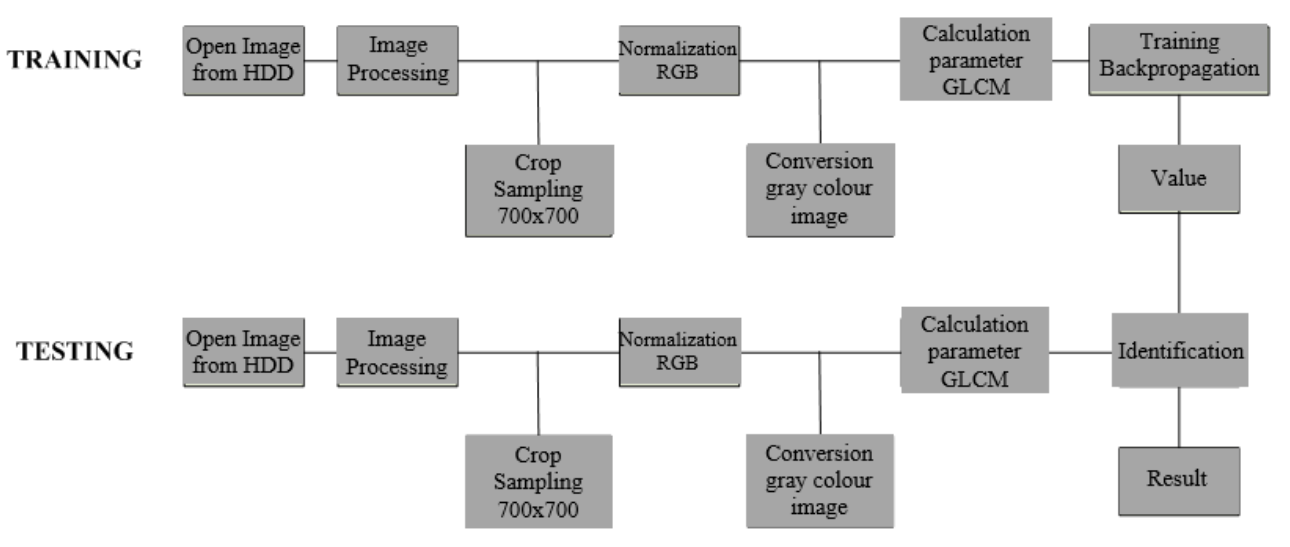 TRAINING
Open Image
from HDD
Image
Processing
Crop
Sampling
700x700
Normalization
RGB
Conversion
gray colour
image
Calculation
parameter
GLCM
Training
Backpropagation
Value
TESTING
Open Image
from HDD
Image
Processing
Crop
Sampling
700x700
Normalization
RGB
Conversion
gray colour
image
Calculation
parameter
GLCM
Identification
Result